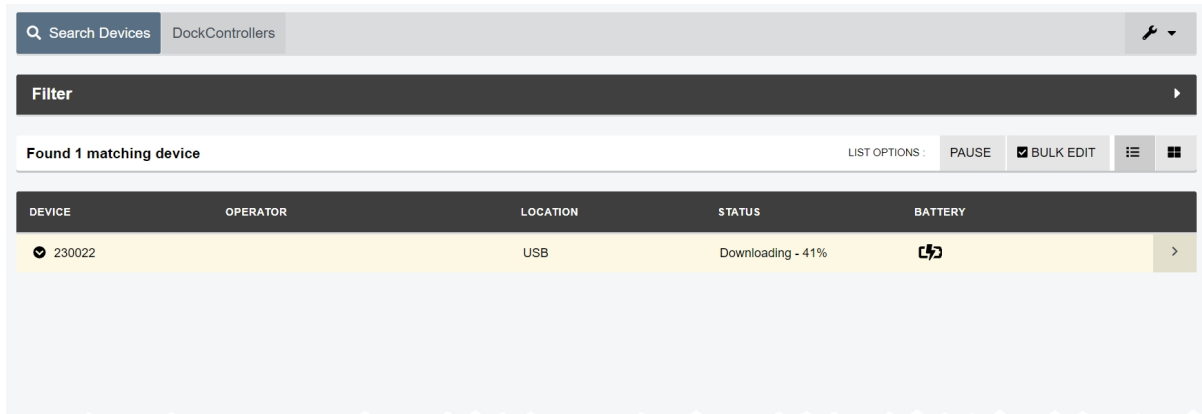 Search Devices DockControllers
Filter
Found 1 matching device LIST OPTIONS : PAUSE BULK EDIT
DEVICE OPERATOR LOCATION STATUS BATTERY
230022 USB Downloading - 41%